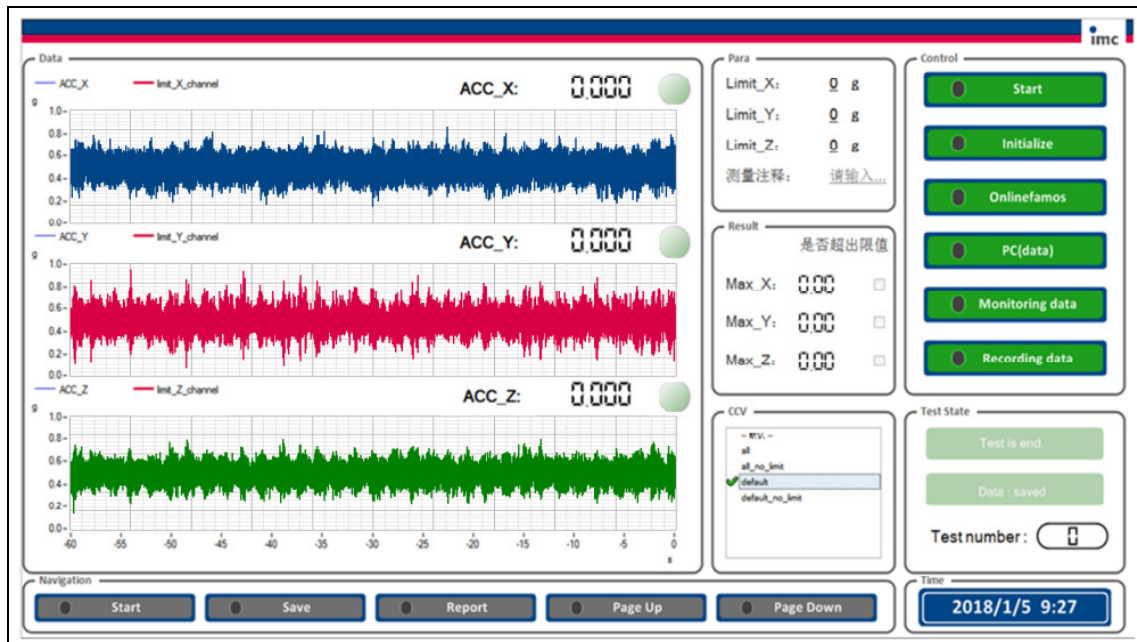 imc
Data
ACC_X limit_X_channel
ACC_X: 0.000
g
1.0
0.8
0.6
0.4
0.2
0.0
ACC_Y limit_Y_channel
ACC_Y: 0.000
g
1.0
0.8
0.6
0.4
0.2
ACC_Z limit_Z_channel
ACC_Z: 0.000
g
1.0
0.8
0.6
0.4
0.2
0.0
-60 -55 -50 -45 -40 -35 -30 -25 -20 -15 -10 -5 0
s
Para
Limit_X: 0 g
Limit_Y: 0 g
Limit_Z: 0 g
测量注释: 请输入...
Result
是否超出限值
Max_X: 0.00
Max_Y: 0.00
Max_Z: 0.00
CCV
all
all_no_limit
default
default_no_limit
Control
Start
Initialize
Onlinefamos
PC(data)
Monitoring data
Recording data
Test State
Test is end.
Data : saved
Test number : 0
Navigation
Start Save Report Page Up Page Down
Time
2018/1/5 9:27